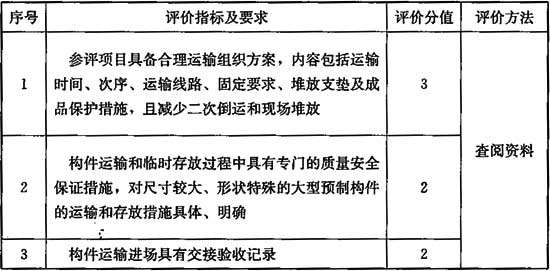 序号 评价指标及要求 评价分值 评价方法
参评项目具备合理运输组织方案，内容包括运输
1 时间、次序、运输线路、固定要求、堆放支垫及成 3
品保护措施，且减少二次倒运和现场堆放
查阅资料
构件运输和临时存放过程中具有专门的质量安全
2 保证措施，对尺寸较大、形状特殊的大型预制构件 2
的运输和存放措施具体、明确
3 构件运输进场具有交接验收记录 2